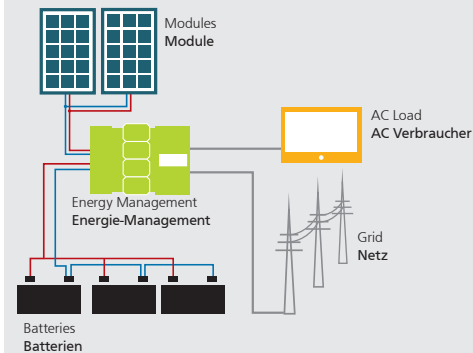 Modules
Module
AC Load
AC Verbraucher
Energy Management
Energie-Management
Grid
Netz
Batteries
Batterien